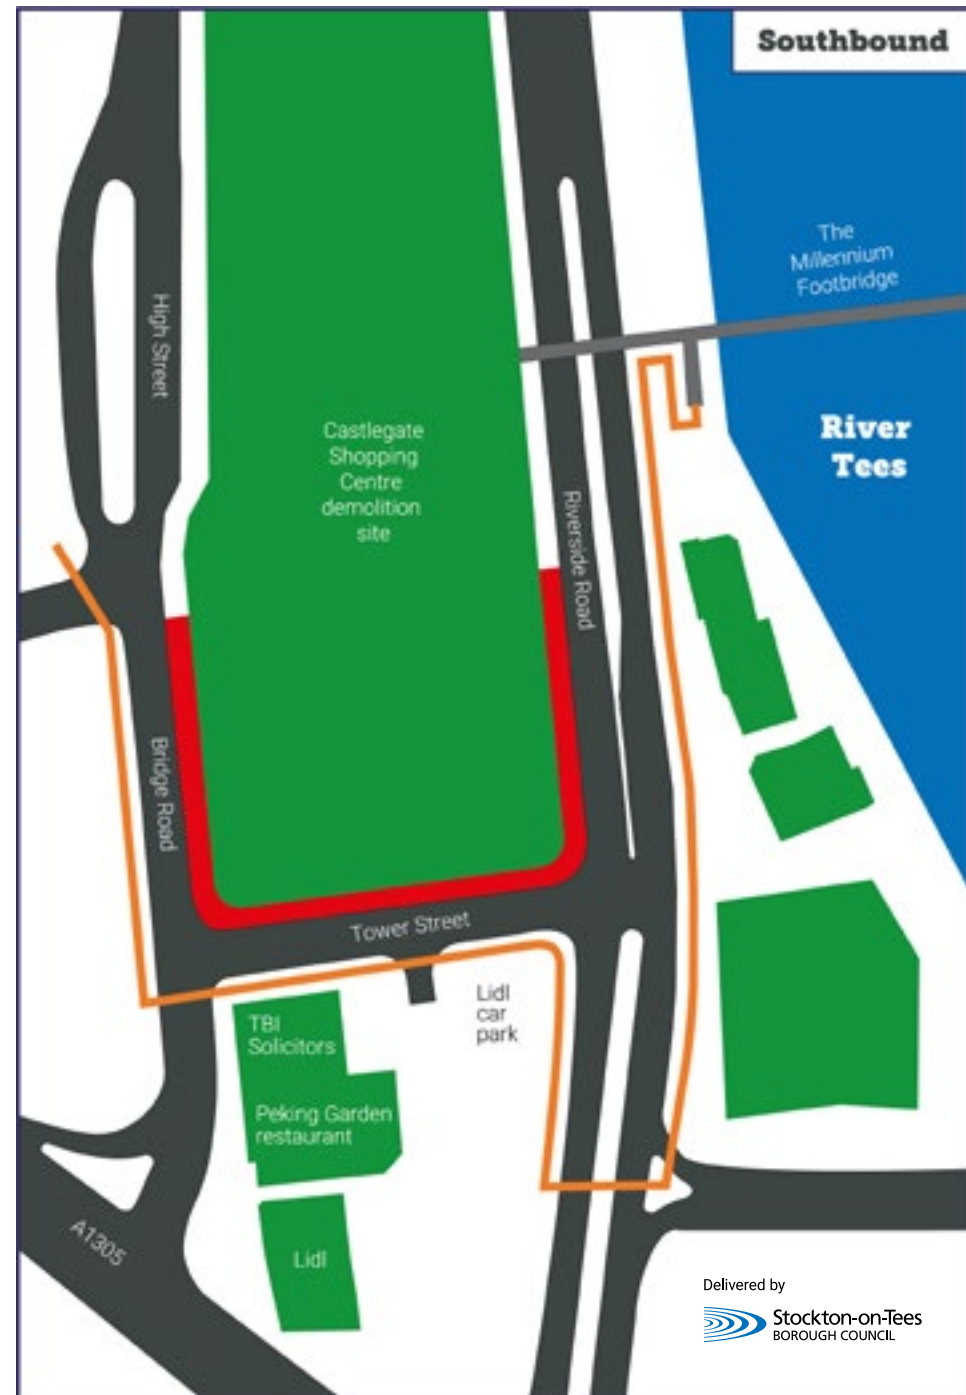 Southbound
The
Millennium
Footbridge
High Street
River
Tees
Castlegate
Shopping
Centre
demolition
site
Riverside Road
Bridge Road
Tower Street
Lidl
car
park
TBI
Solicitors
Peking Garden
restaurant
A1305
Lidl
Delivered by
Stockton-on-Tees
BOROUGH COUNCIL